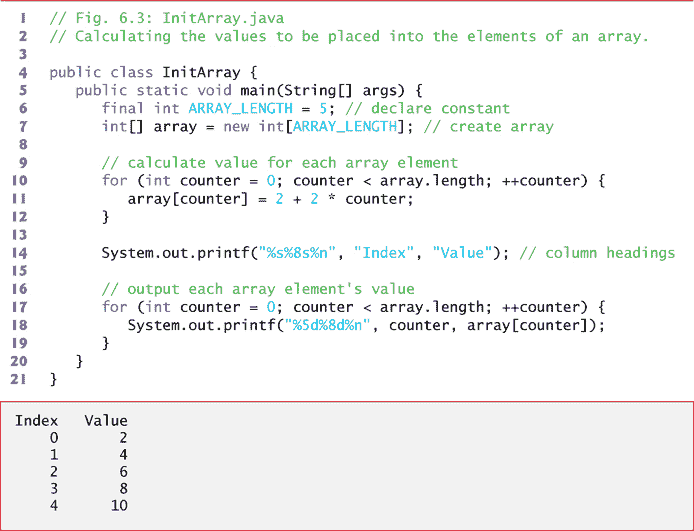 1 // Fig. 6.3: InitArray.java
2 // Calculating the values to be placed into the elements of an array.
3
4 public class InitArray {
5    public static void main(String[] args) {
6       final int ARRAY_LENGTH = 5; // declare constant
7       int[] array = new int[ARRAY_LENGTH]; // create array
8
9       // calculate value for each array element
10       for (int counter = 0; counter < array.length; ++counter) {
11          array[counter] = 2 + 2 * counter;
12       }
13
14       System.out.printf("%s%8s%n", "Index", "Value"); // column headings
15
16       // output each array element's value
17       for (int counter = 0; counter < array.length; ++counter) {
18          System.out.printf("%5d%8d%n", counter, array[counter]);
19       }
20    }
21 }
Index   Value
    0       2
    1       4
    2       6
    3       8
    4      10